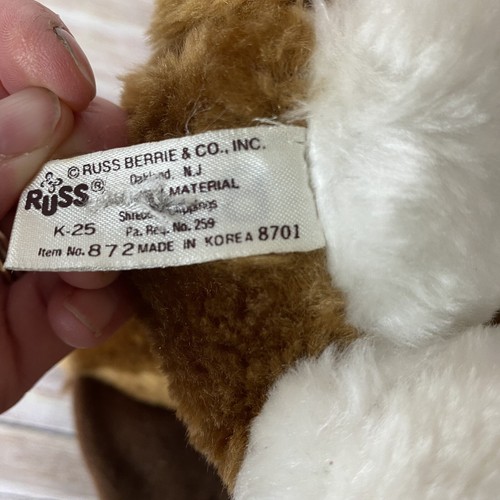 © RUSS BERRIE & CO., INC.
Oakland, N.J
RUSS® MATERIAL
K-25 Pa. Reg. No. 259
Item No. 872 MADE IN KOREA 8701